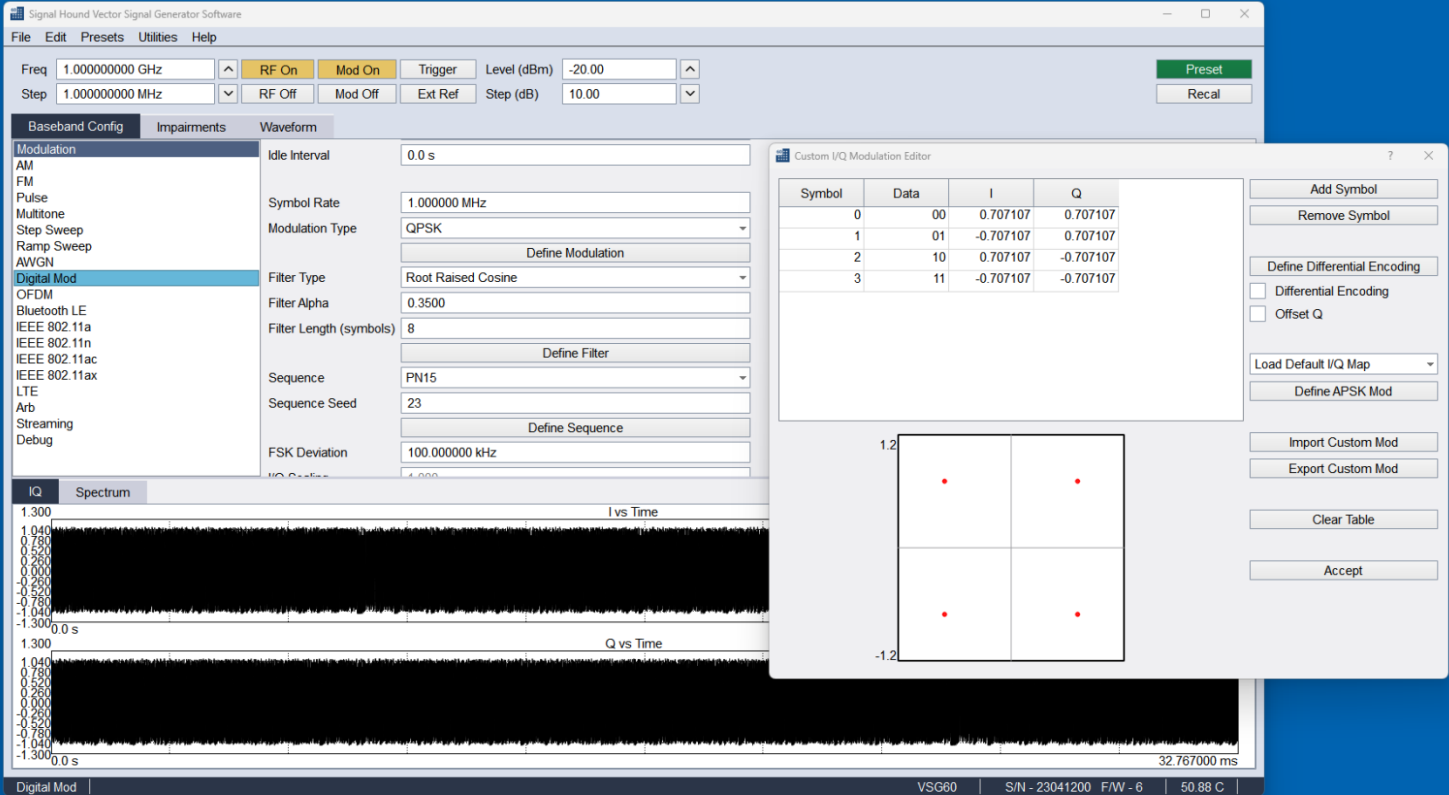 Signal Hound Vector Signal Generator Software
File Edit Presets Utilities Help
Freq 1.000000000 GHz RF On Mod On Trigger Level (dBm) -20.00 Preset
Step 1.000000000 MHz RF Off Mod Off Ext Ref Step (dB) 10.00 Recal
Baseband Config Impairments Waveform
Modulation
AM
FM
Pulse
Multitone
Step Sweep
Ramp Sweep
AWGN
Digital Mod
OFDM
Bluetooth LE
IEEE 802.11a
IEEE 802.11n
IEEE 802.11ac
IEEE 802.11ax
LTE
Arb
Streaming
Debug
Idle Interval 0.0 s
Symbol Rate 1.000000 MHz
Modulation Type QPSK
Define Modulation
Filter Type Root Raised Cosine
Filter Alpha 0.3500
Filter Length (symbols) 8
Define Filter
Sequence PN15
Sequence Seed 23
Define Sequence
FSK Deviation 100.000000 kHz
I/Q Scaling 1.000
Custom I/Q Modulation Editor ?
Symbol Data I Q
0 00 0.707107 0.707107
1 01 -0.707107 0.707107
2 10 0.707107 -0.707107
3 11 -0.707107 -0.707107
Add Symbol
Remove Symbol
Define Differential Encoding
Differential Encoding
Offset Q
Load Default I/Q Map
Define APSK Mod
Import Custom Mod
Export Custom Mod
Clear Table
Accept
1.2
-1.2
IQ Spectrum
I vs Time
1.300
1.040
0.780
0.520
0.260
0.000
-0.260
-0.520
-0.780
-1.040
-1.300
0.0 s
Q vs Time
1.300
1.040
0.780
0.520
0.260
0.000
-0.260
-0.520
-0.780
-1.040
-1.300
0.0 s 32.767000 ms
Digital Mod VSG60 S/N - 23041200 F/W - 6 50.88 C